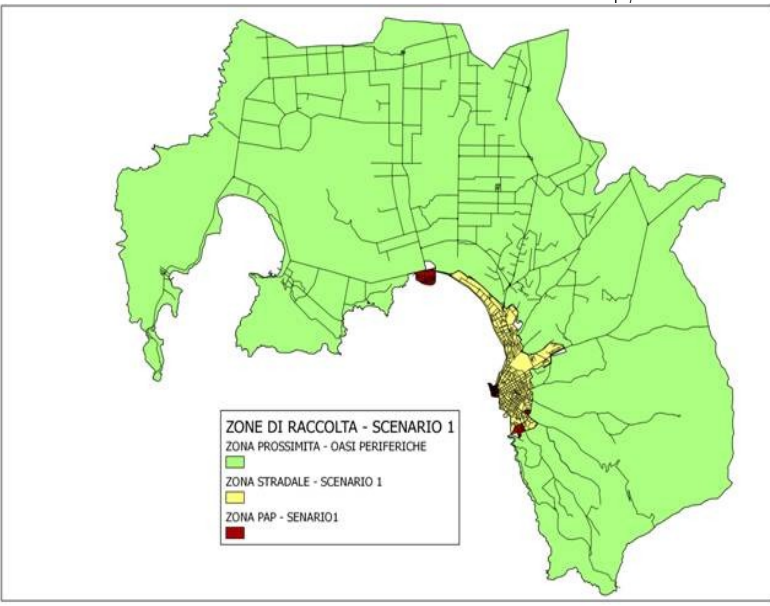 ZONE DI RACCOLTA - SCENARIO 1
ZONA PROSSIMITA - OASI PERIFERICHE
ZONA STRADALE - SCENARIO 1
ZONA PAP - SENARIO1